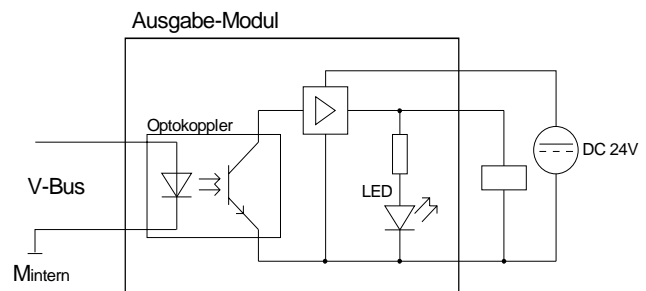 Ausgabe-Modul
Optokoppler
DC 24V
V-Bus
LED
Mintern